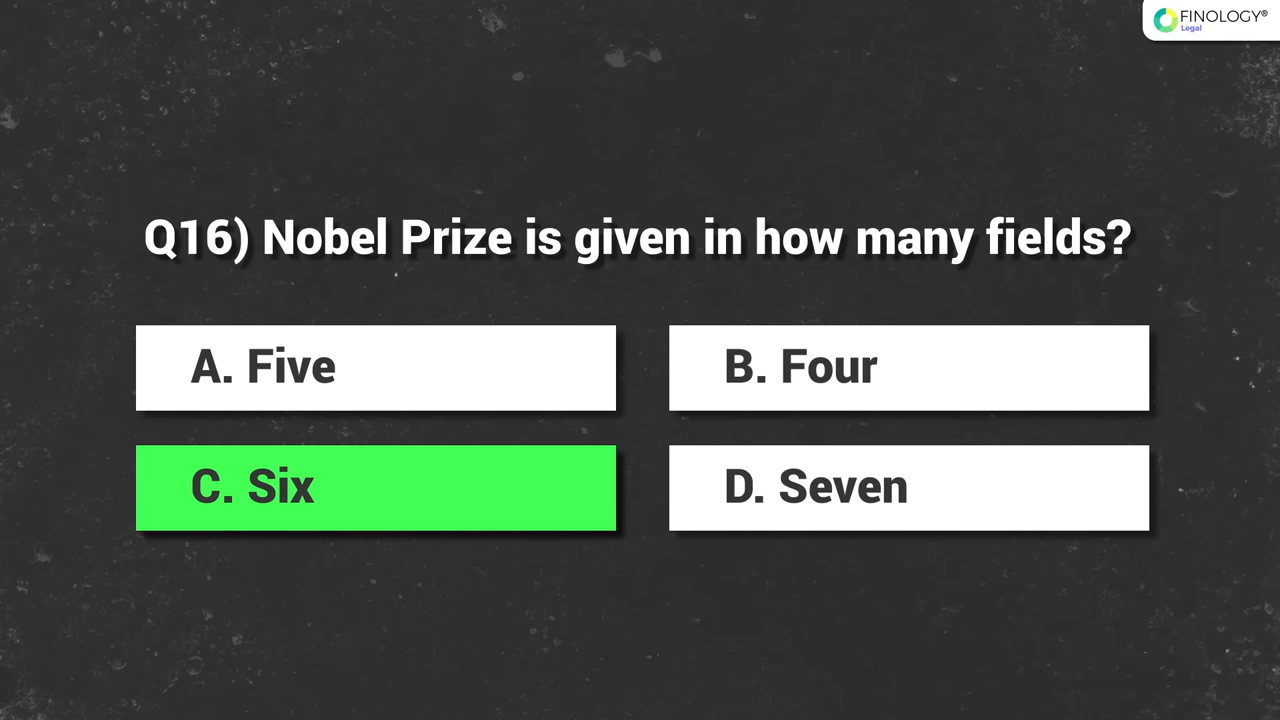 FINOLOGY®
Legal
Q16) Nobel Prize is given in how many fields?
A. Five
B. Four
C. Six
D. Seven